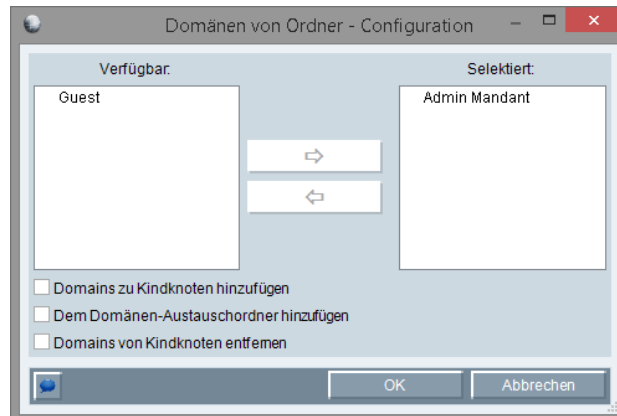 Domänen von Ordner - Configuration
Verfügbar:
Selektiert:
Guest
Admin Mandant
Domains zu Kindknoten hinzufügen
Dem Domänen-Austauschordner hinzufügen
Domains von Kindknoten entfernen
OK
Abbrechen